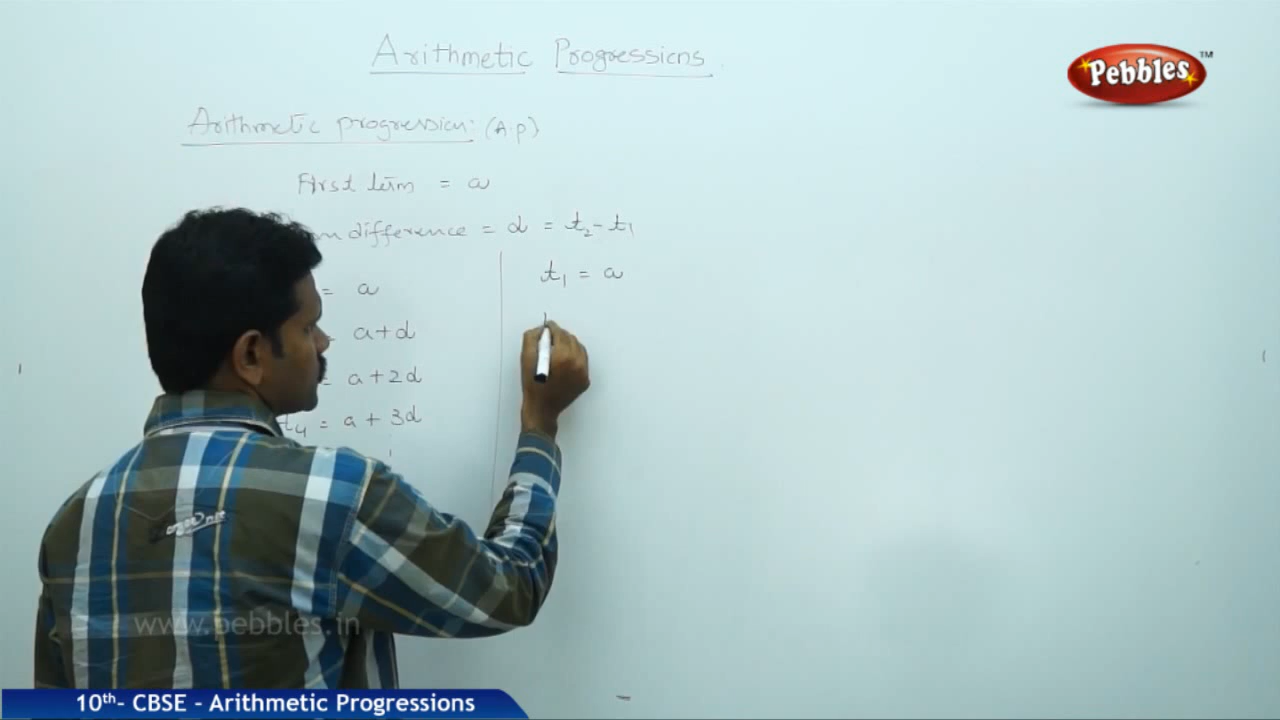 Arithmetic Progressions
Pebbles™
Arithmetic progression: (A.p)
First term = a
difference = d = t₂ - t₁
= a
t₁ = a
= a + d
= a + 2d
t₄ = a + 3d
www.pebbles.in
10th- CBSE - Arithmetic Progressions